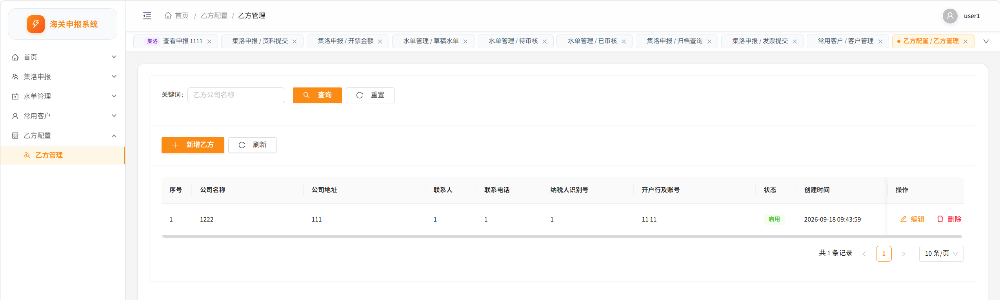 海关申报系统
首页
集洛申报
水单管理
常用客户
乙方配置
乙方管理
首页 / 乙方配置 / 乙方管理
user1
集洛 查看申报 1111
集洛申报 / 资料提交
集洛申报 / 开票金额
水单管理 / 草稿水单
水单管理 / 待审核
水单管理 / 已审核
集洛申报 / 归档查询
集洛申报 / 发票提交
常用客户 / 客户管理
乙方配置 / 乙方管理
关键词: 乙方公司名称 查询 重置
新增乙方 刷新
序号 公司名称 公司地址 联系人 联系电话 纳税人识别号 开户行及账号 状态 创建时间 操作
1 1222 111 1 1 1 11 11 启用 2026-09-18 09:43:59 编辑 删除
共 1 条记录 1 10 条/页